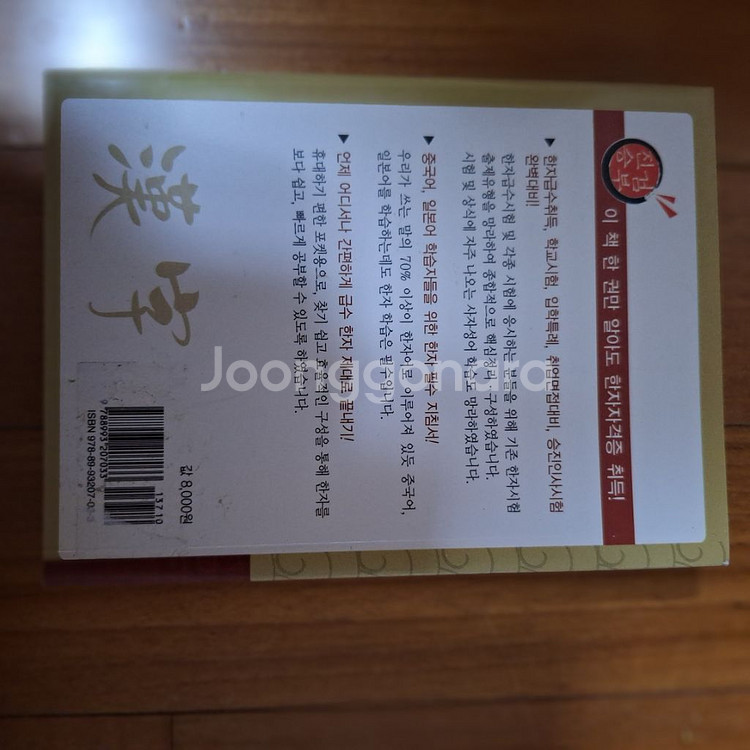 진검
승부
이 책 한 권만 알아도 한자자격증 취득!
▶ 한자급수취득, 학교시험, 입학특례, 취업면접대비, 승진인사시험
완벽대비!
한자급수시험 및 각종 시험에 응시하는 분들을 위해 기존 한자시험
출제유형을 망라하여 종합적으로 핵심정리 구성하였습니다.
시험 및 상식에 자주 나오는 사자성어 학습도 망라하였습니다.
▶ 중국어, 일본어 학습자들을 위한 한자 필수 지침서!
우리가 쓰는 말의 70% 이상이 한자어로 이루어져 있듯 중국어,
일본어를 학습하는데도 한자 학습은 필수입니다.
▶ 언제 어디서나 간편하게 급수 한자 제대로 끝내기!
휴대하기 편한 포켓용으로, 찾기 쉽고 효율적인 구성을 통해 한자를
보다 쉽고, 빠르게 공부할 수 있도록 하였습니다.
漢字
값 8,000원
13710
9788993207033
ISBN 978-89-93207-03-3
Joonggonara